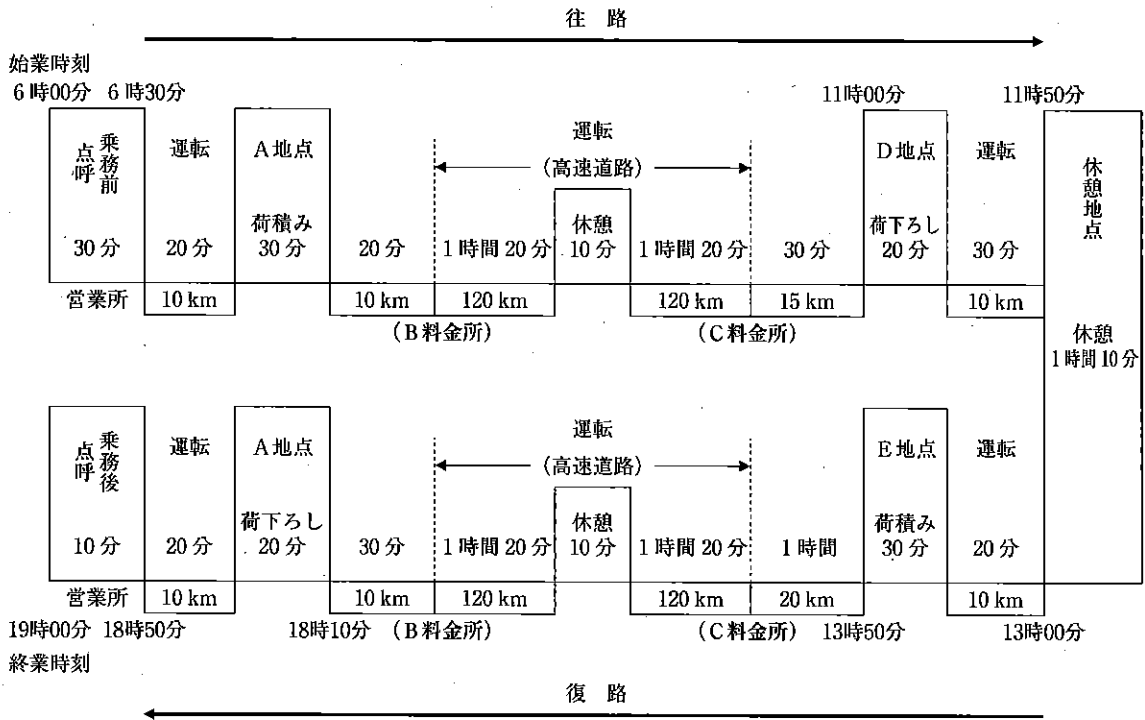 往 路
始業時刻
6時00分 6時30分 11時00分 11時50分
乗務前点呼 運転 A地点 運転 D地点 運転 休憩地点
(高速道路)
荷積み 休憩 荷下ろし
30分 20分 30分 20分 1時間20分 10分 1時間20分 30分 20分 30分
営業所 10 km 10 km 120 km 120 km 15 km 10 km
(B料金所) (C料金所) 休憩
1時間10分
乗務後点呼 運転 A地点 運転 E地点 運転
(高速道路)
荷下ろし 休憩 荷積み
10分 20分 20分 30分 1時間20分 10分 1時間20分 1時間 30分 20分
営業所 10 km 10 km 120 km 120 km 20 km 10 km
19時00分 18時50分 18時10分 (B料金所) (C料金所) 13時50分 13時00分
終業時刻
復 路